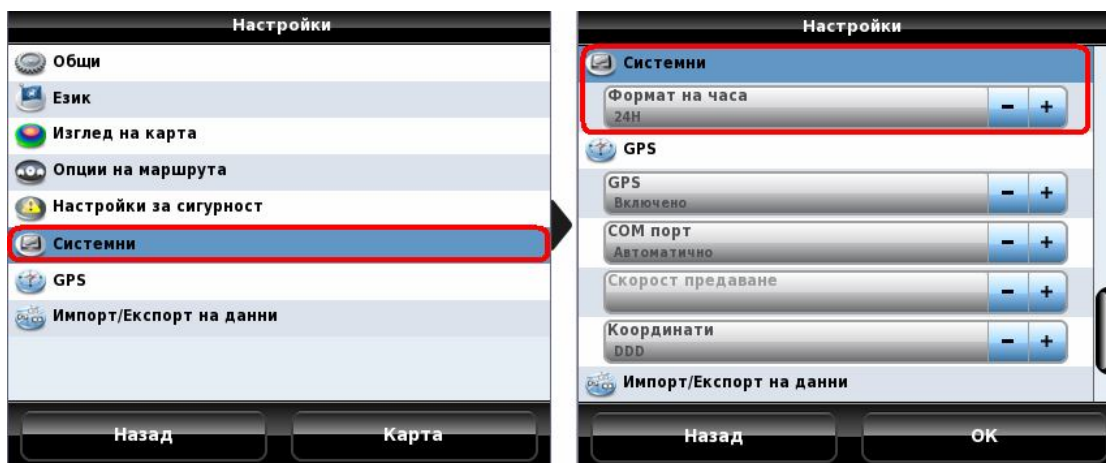 Настройки
Общи
Език
Изглед на карта
Опции на маршрута
Настройки за сигурност
Системни
GPS
Импорт/Експорт на данни
Назад
Карта
Настройки
Системни
Формат на часа
24H
- +
GPS
GPS
Включено
- +
COM порт
Автоматично
- +
Скорост предаване
- +
Координати
DDD
- +
Импорт/Експорт на данни
Назад
OK